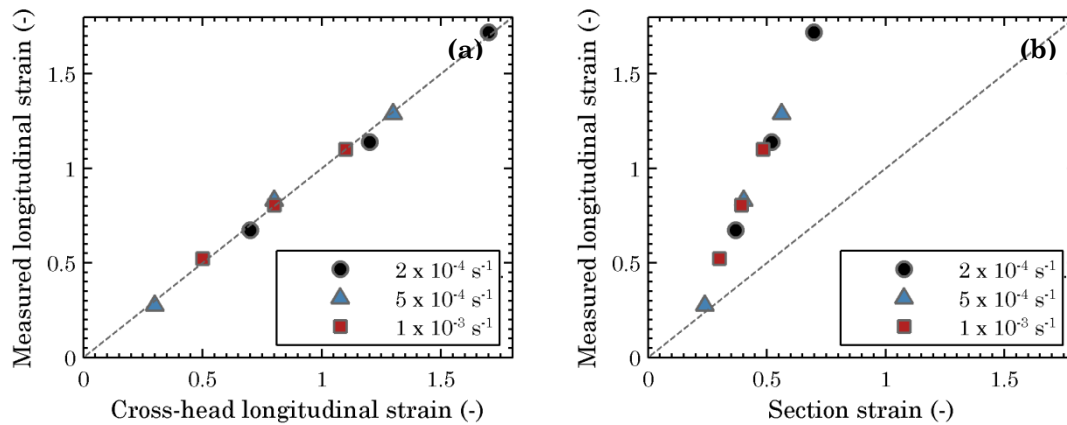 Measured longitudinal strain (-)
1.5
1
0.5
0
(a)
2 x 10⁻⁴ s⁻¹
5 x 10⁻⁴ s⁻¹
1 x 10⁻³ s⁻¹
0 0.5 1 1.5
Cross-head longitudinal strain (-)
Measured longitudinal strain (-)
1.5
1
0.5
0
(b)
2 x 10⁻⁴ s⁻¹
5 x 10⁻⁴ s⁻¹
1 x 10⁻³ s⁻¹
0 0.5 1 1.5
Section strain (-)